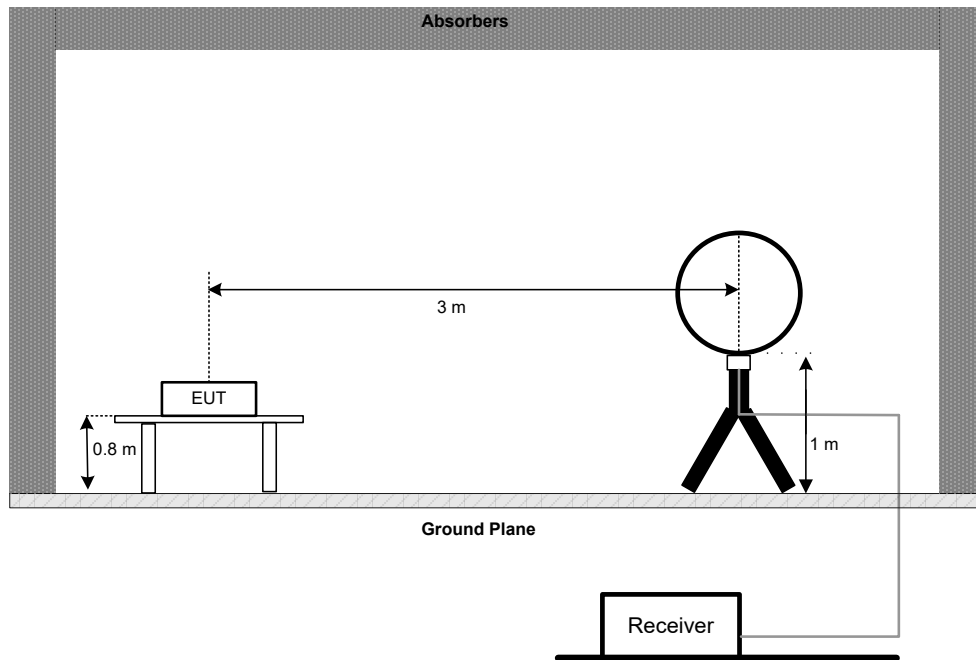 Absorbers
3 m
EUT
0.8 m
1 m
Ground Plane
Receiver